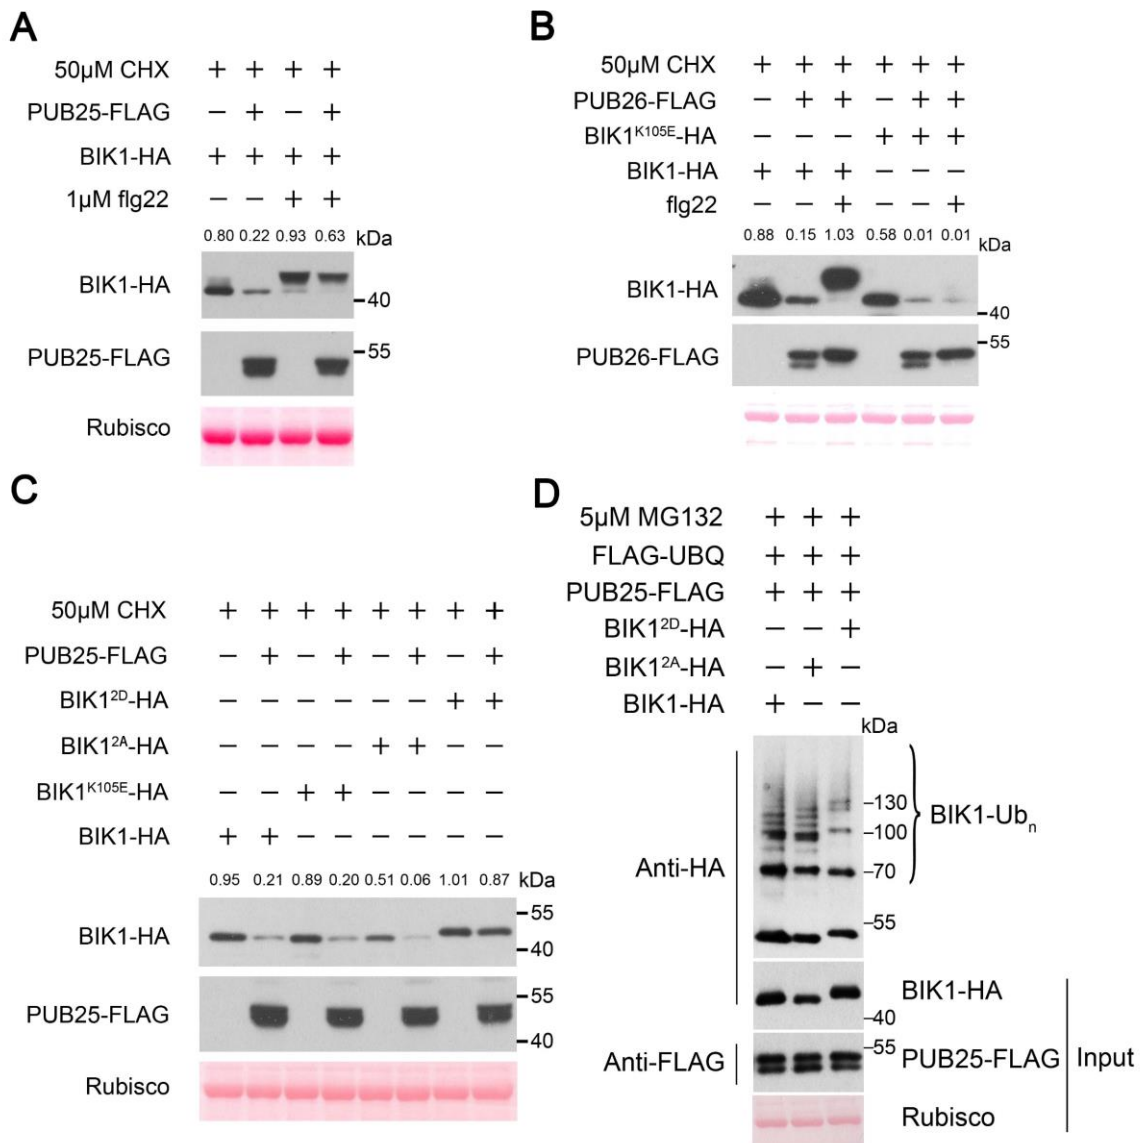 A
50μM CHX + + + +
PUB25-FLAG − + − +
BIK1-HA + + + +
1μM flg22 − − + +
0.80 0.22 0.93 0.63 kDa
BIK1-HA
40
PUB25-FLAG
55
Rubisco
B
50μM CHX + + + + + +
PUB26-FLAG − + + − + +
BIK1K105E-HA − − − + + +
BIK1-HA + + + − − −
flg22 − − + − − +
0.88 0.15 1.03 0.58 0.01 0.01 kDa
BIK1-HA
40
PUB26-FLAG
55
C
50μM CHX + + + + + + + +
PUB25-FLAG − + − + − + − +
BIK12D-HA − − − − − − + +
BIK12A-HA − − − − + + − −
BIK1K105E-HA − − + + − − − −
BIK1-HA + + − − − − − −
0.95 0.21 0.89 0.20 0.51 0.06 1.01 0.87 kDa
55
BIK1-HA
40
55
PUB25-FLAG
40
Rubisco
D
5μM MG132 + + +
FLAG-UBQ + + +
PUB25-FLAG + + +
BIK12D-HA − − +
BIK12A-HA − + −
BIK1-HA + − −
kDa
130
BIK1-Ubn
100
Anti-HA
70
55
BIK1-HA
40
55
Anti-FLAG
PUB25-FLAG
Input
Rubisco